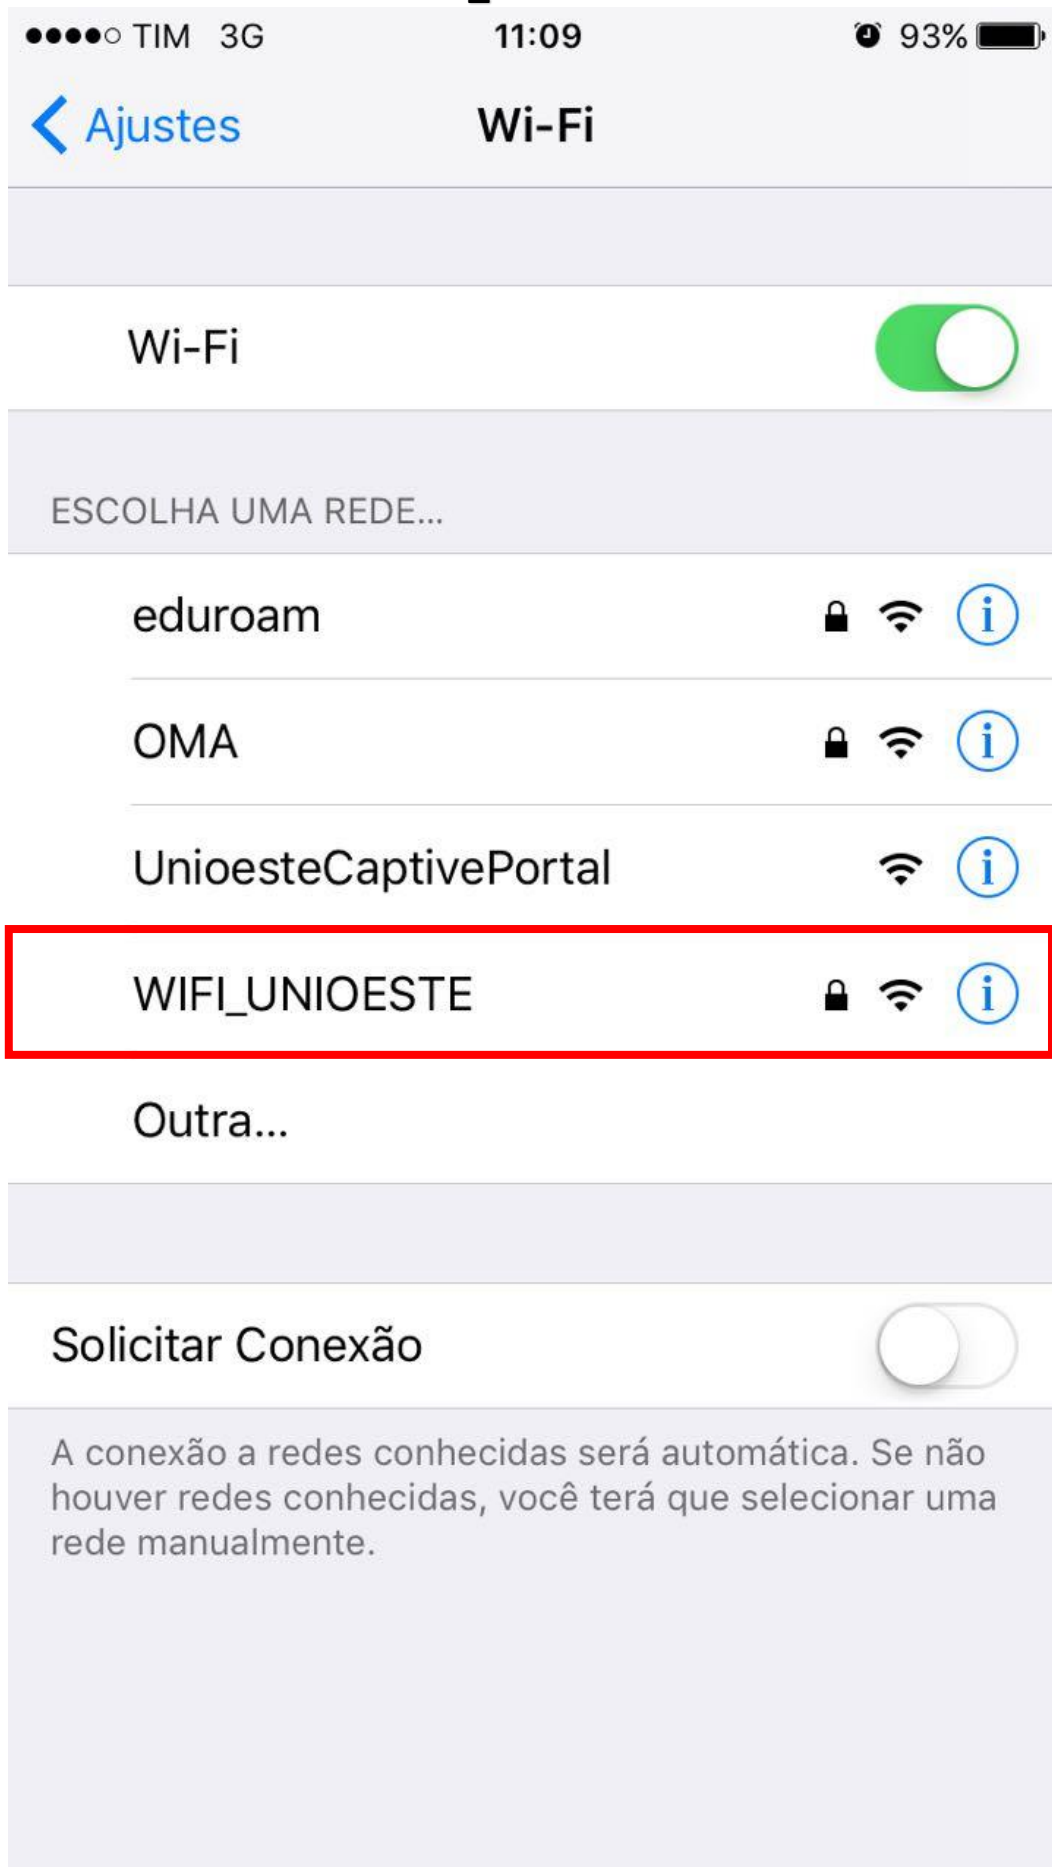 TIM 3G 11:09 93%
Ajustes Wi-Fi
Wi-Fi
ESCOLHA UMA REDE...
eduroam
OMA
UnioesteCaptivePortal
WIFI_UNIOESTE
Outra...
Solicitar Conexão
A conexão a redes conhecidas será automática. Se não
houver redes conhecidas, você terá que selecionar uma
rede manualmente.